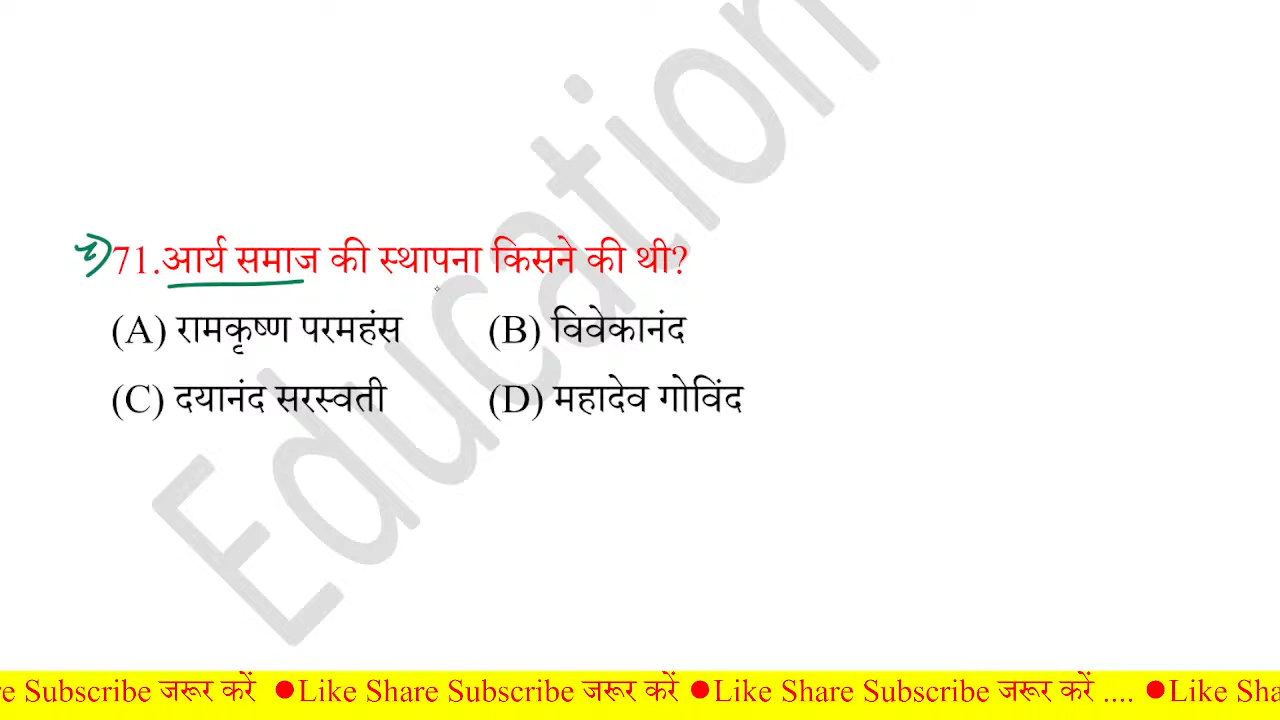 71.आर्य समाज की स्थापना किसने की थी?
(A) रामकृष्ण परमहंस (B) विवेकानंद
(C) दयानंद सरस्वती (D) महादेव गोविंद
Education
re Subscribe जरूर करें ●Like Share Subscribe जरूर करें ●Like Share Subscribe जरूर करें .... ●Like Sha